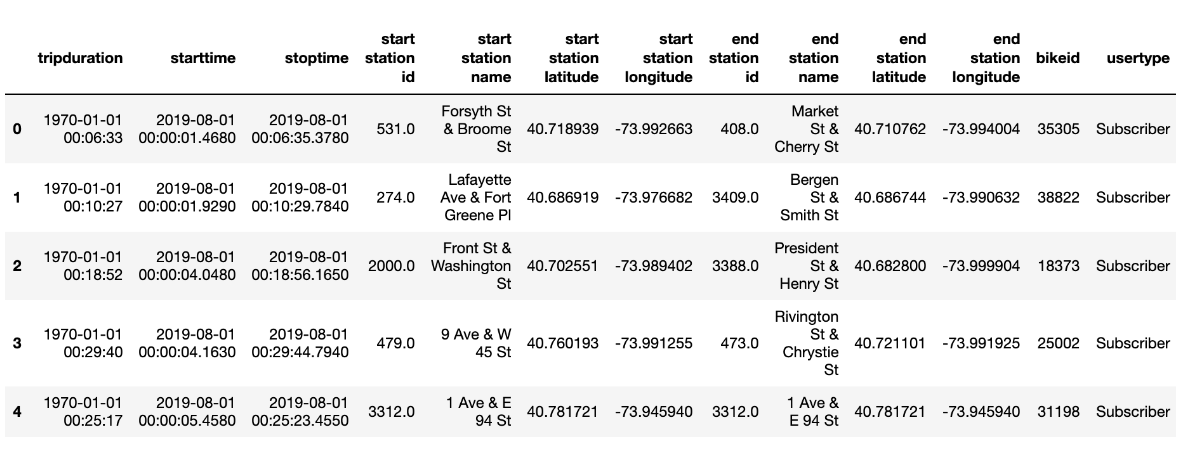 tripduration starttime stoptime start station id start station name start station latitude start station longitude end station id end station name end station latitude end station longitude bikeid usertype
0 1970-01-01 00:06:33 2019-08-01 00:00:01.4680 2019-08-01 00:06:35.3780 531.0 Forsyth St & Broome St 40.718939 -73.992663 408.0 Market St & Cherry St 40.710762 -73.994004 35305 Subscriber
1 1970-01-01 00:10:27 2019-08-01 00:00:01.9290 2019-08-01 00:10:29.7840 274.0 Lafayette Ave & Fort Greene Pl 40.686919 -73.976682 3409.0 Bergen St & Smith St 40.686744 -73.990632 38822 Subscriber
2 1970-01-01 00:18:52 2019-08-01 00:00:04.0480 2019-08-01 00:18:56.1650 2000.0 Front St & Washington St 40.702551 -73.989402 3388.0 President St & Henry St 40.682800 -73.999904 18373 Subscriber
3 1970-01-01 00:29:40 2019-08-01 00:00:04.1630 2019-08-01 00:29:44.7940 479.0 9 Ave & W 45 St 40.760193 -73.991255 473.0 Rivington St & Chrystie St 40.721101 -73.991925 25002 Subscriber
4 1970-01-01 00:25:17 2019-08-01 00:00:05.4580 2019-08-01 00:25:23.4550 3312.0 1 Ave & E 94 St 40.781721 -73.945940 3312.0 1 Ave & E 94 St 40.781721 -73.945940 31198 Subscriber